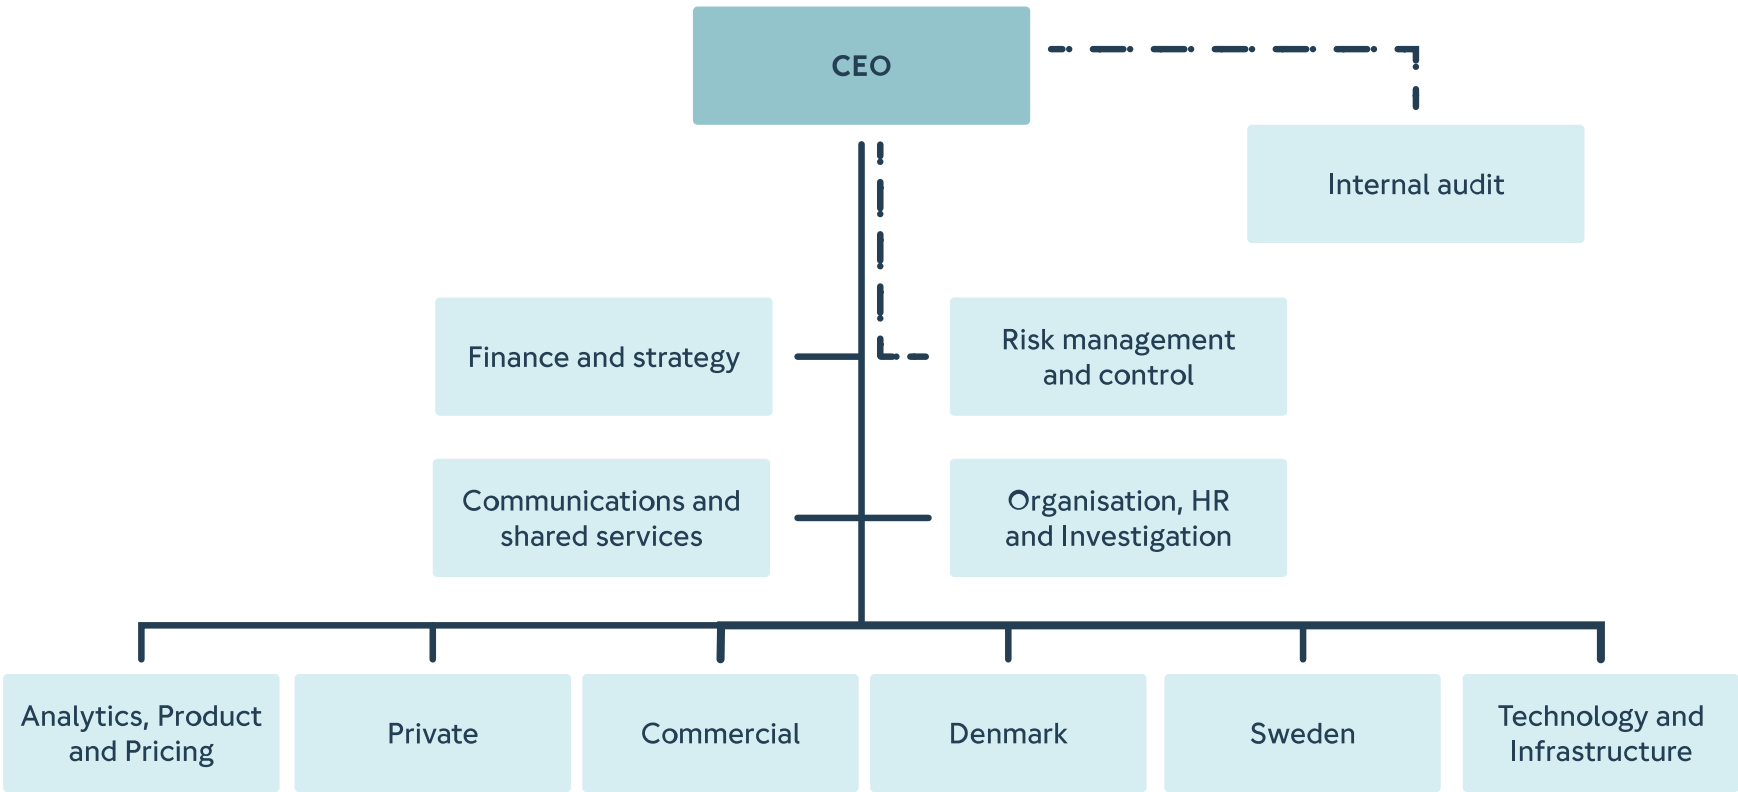 CEO
Internal audit
Finance and strategy
Risk management
and control
Communications and
shared services
Organisation, HR
and Investigation
Analytics, Product
and Pricing
Private
Commercial
Denmark
Sweden
Technology and
Infrastructure